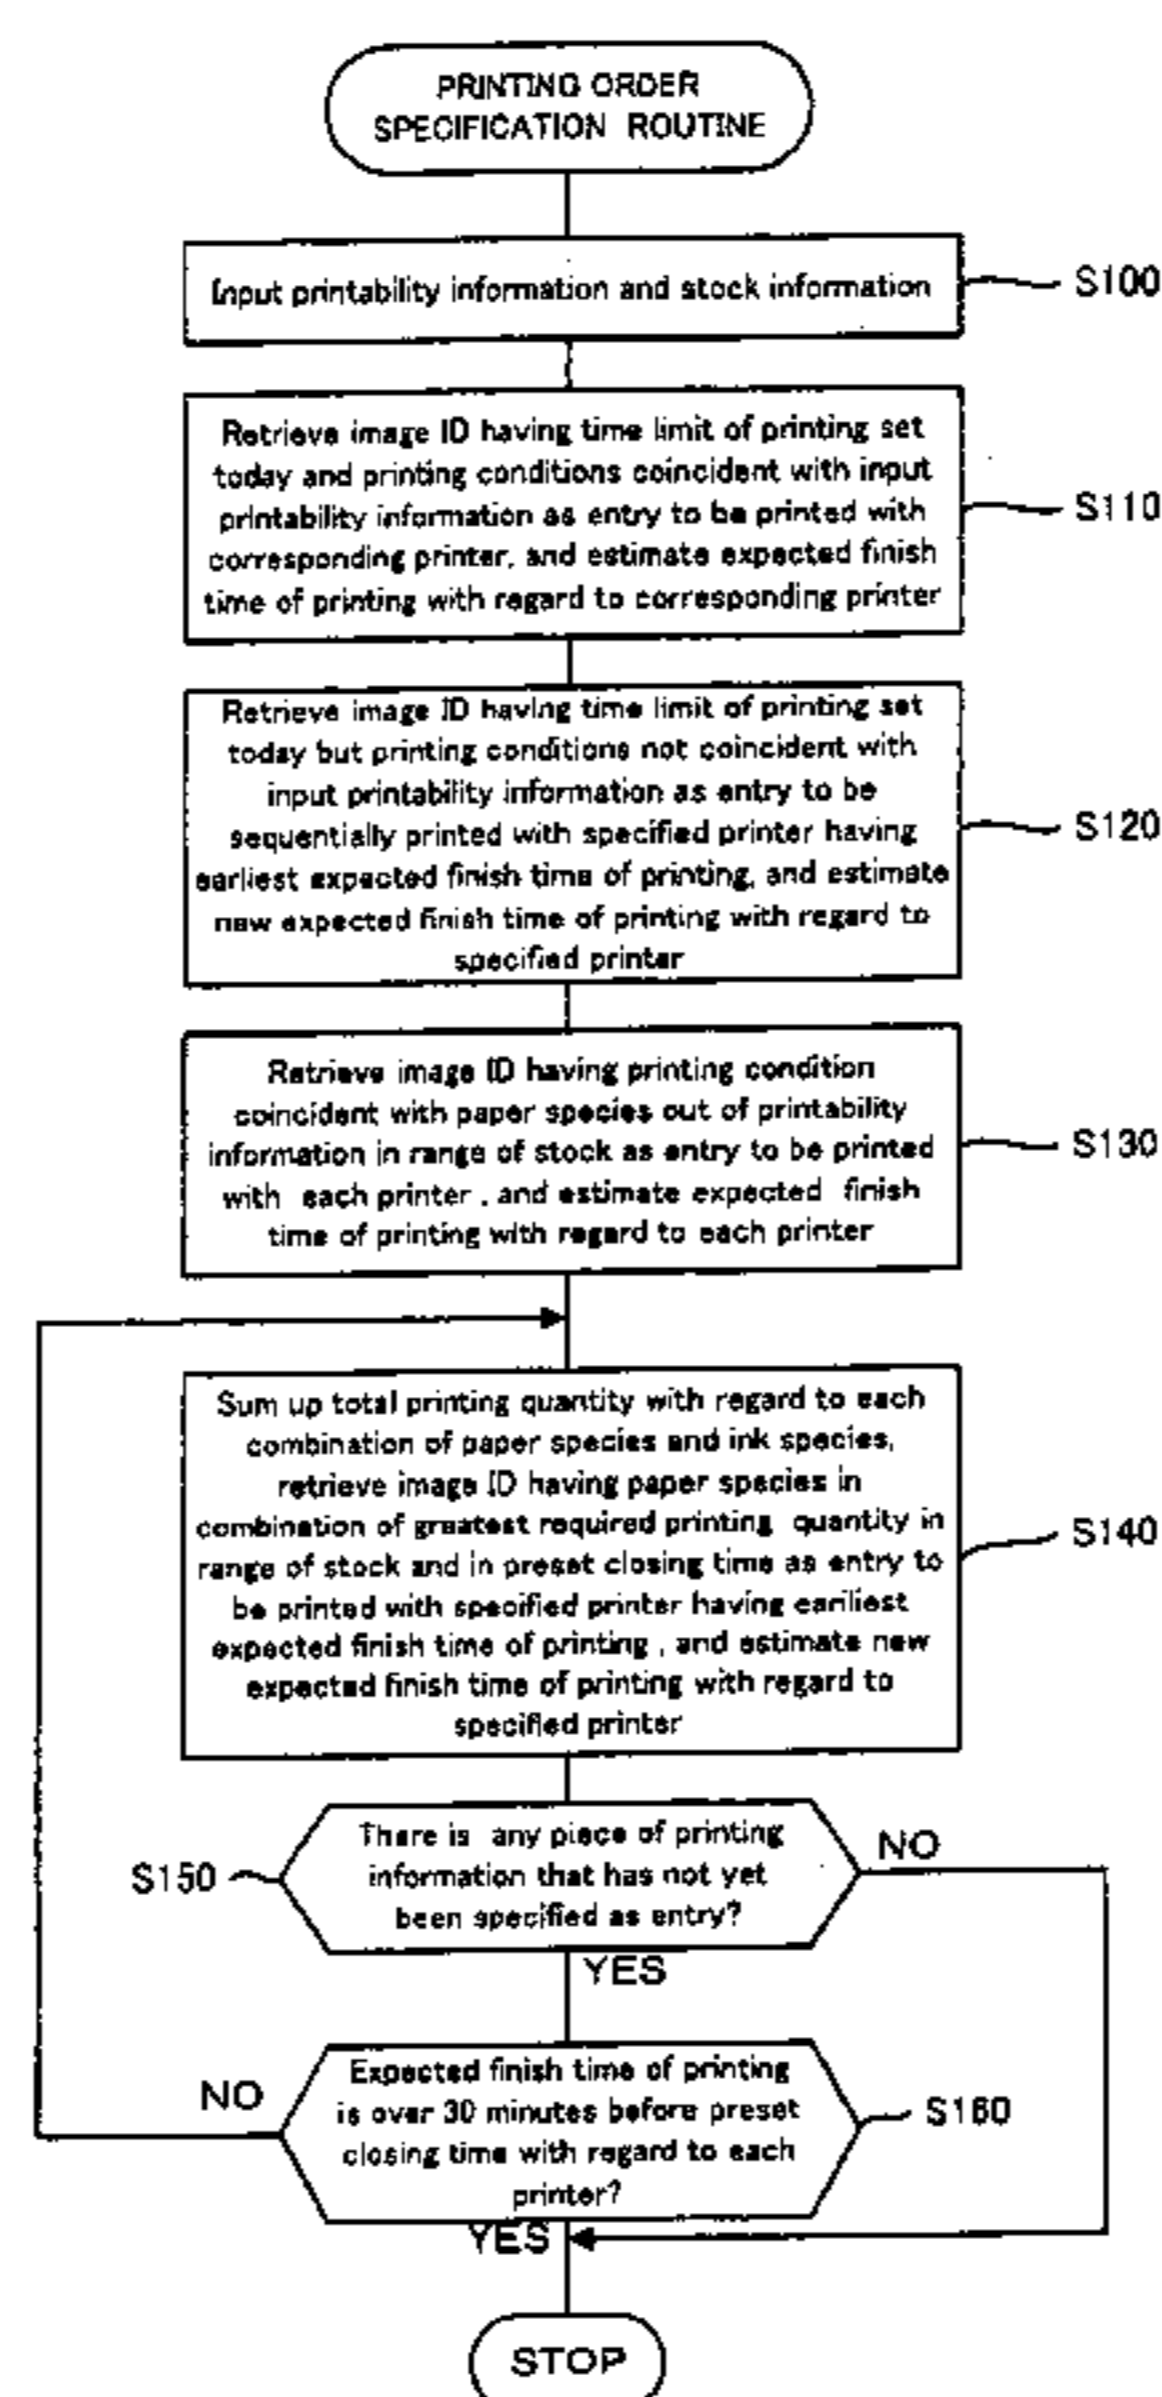 PRINTING ORDER
SPECIFICATION ROUTINE
Input printability information and stock information
S100
Retrieve image ID having time limit of printing set
today and printing conditions coincident with input
printability information as entry to be printed with
corresponding printer, and estimate expected finish
time of printing with regard to corresponding printer
S110
Retrieve image ID having time limit of printing set
today but printing conditions not coincident with
input printability information as entry to be
sequentially printed with specified printer having
earliest expected finish time of printing, and estimate
new expected finish time of printing with regard to
specified printer
S120
Retrieve image ID having printing condition
coincident with paper species out of printability
information in range of stock as entry to be printed
with each printer , and estimate expected finish
time of printing with regard to each printer
S130
Sum up total printing quantity with regard to each
combination of paper species and ink species,
retrieve image ID having paper species in
combination of greatest required printing quantity in
range of stock and in preset closing time as entry to
be printed with specified printer having eariliest
expected finish time of printing , and estimate new
expected finish time of printing with regard to
specified printer
S140
There is any piece of printing
information that has not yet
been specified as entry?
S150
NO
YES
Expected finish time of printing
is over 30 minutes before preset
closing time with regard to each
printer?
NO
S160
YES
STOP